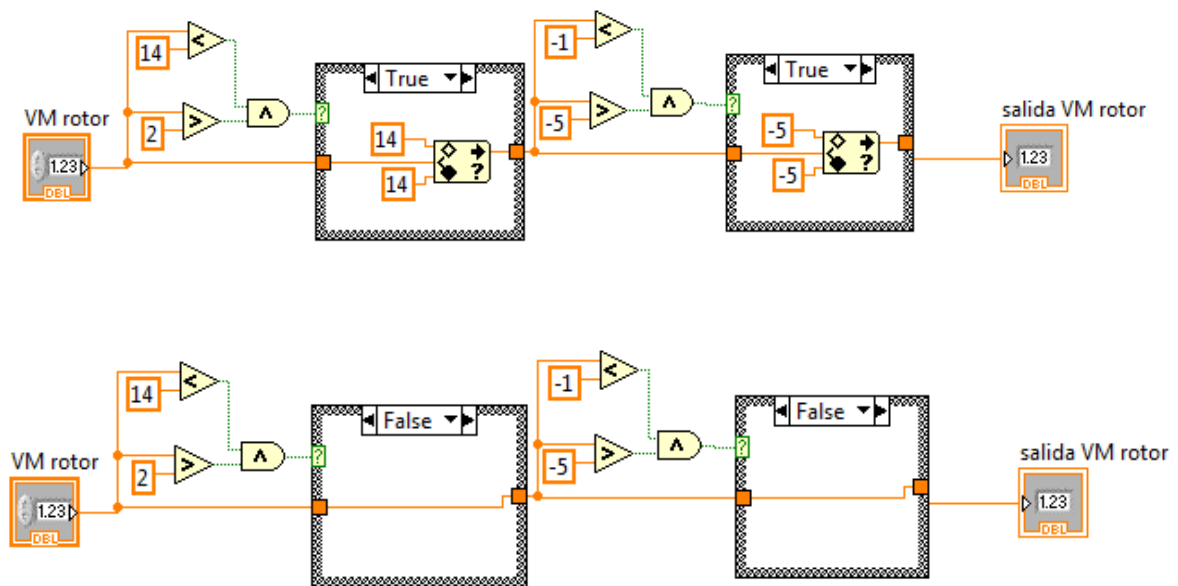 VM rotor
1.23
DBL
14
2
<
>
∧
?
True
14
14
?
-1
-5
<
>
∧
?
True
-5
-5
?
salida VM rotor
1.23
DBL
VM rotor
1.23
DBL
14
2
<
>
∧
?
False
-1
-5
<
>
∧
?
False
salida VM rotor
1.23
DBL